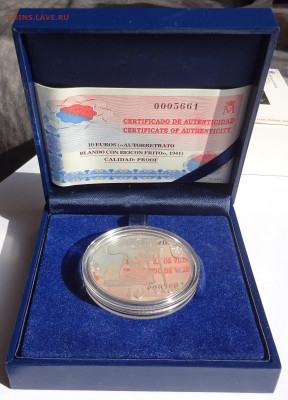 COINS.LAVE.RU
0005661
CERTIFICADO DE AUTENTICIDAD
CERTIFICATE OF AUTHENTICITY
10 EUROS («AUTORRETRATO
BLANDO CON BEICON FRITO», 1941)
CALIDAD: PROOF